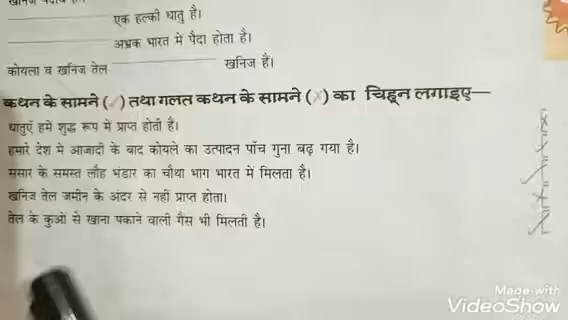 एक हल्की धातु है।
अभ्रक भारत में पैदा होता है।
कोयला व खनिज तेल खनिज हैं।
कथन के सामने (✓) तथा गलत कथन के सामने (✗) का चिह्न लगाइए—
धातुएँ हमें शुद्ध रूप में प्राप्त होती है।
हमारे देश में आजादी के बाद कोयले का उत्पादन पाँच गुना बढ़ गया है।
संसार के समस्त लौह भंडार का चौथा भाग भारत में मिलता है।
खनिज तेल जमीन के अंदर से नहीं प्राप्त होता।
तेल के कुओं से खाना पकाने वाली गैस भी मिलती है।
Made with
VideoShow